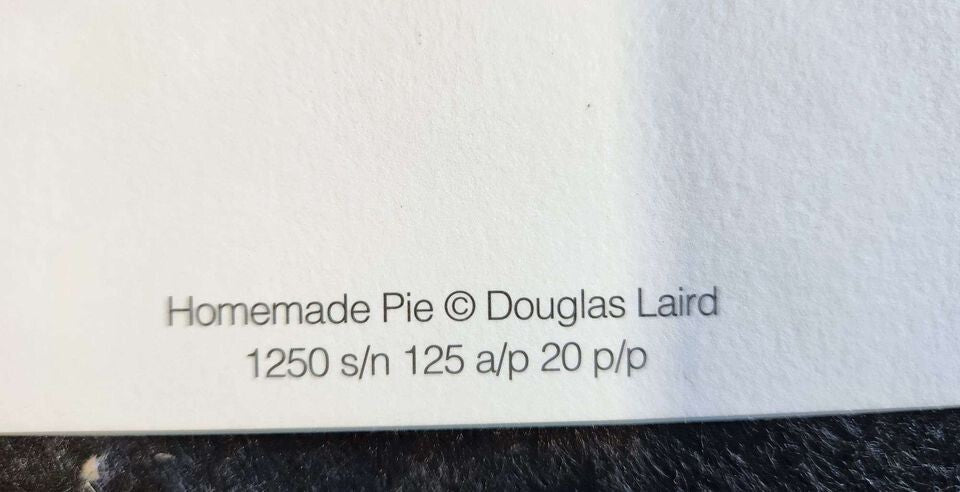 Homemade Pie © Douglas Laird
1250 s/n 125 a/p 20 p/p